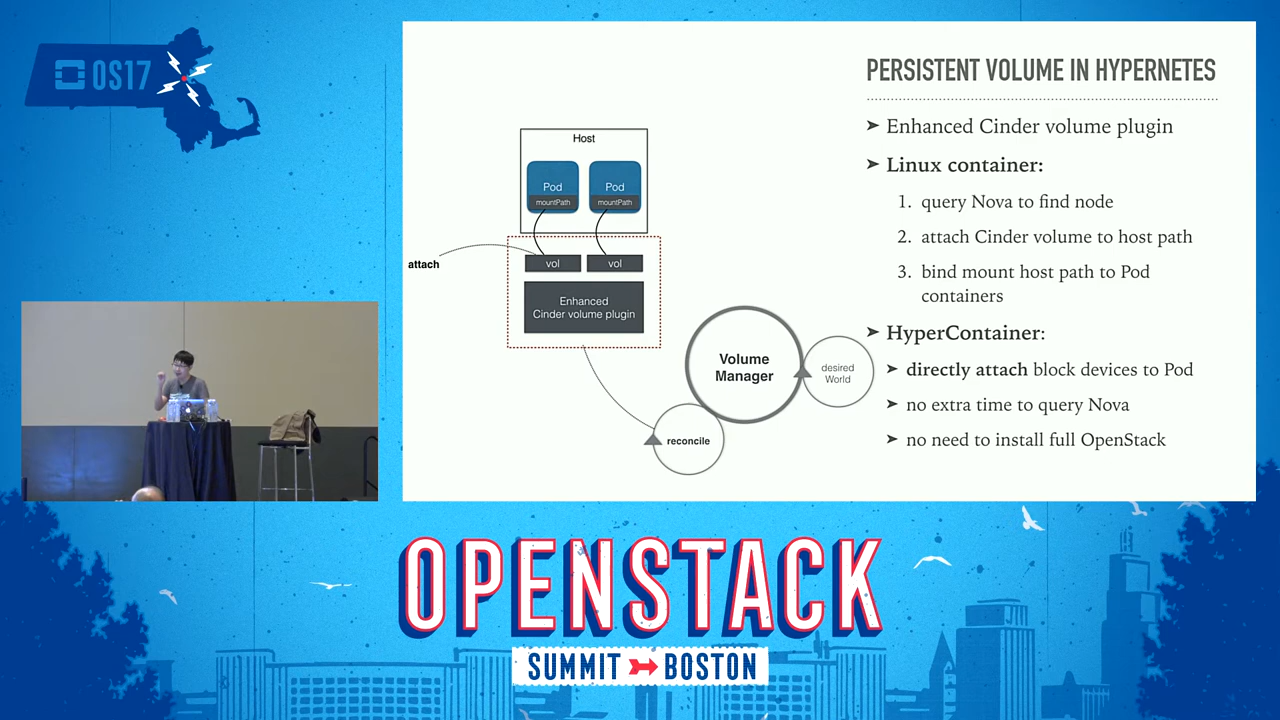 OS17
PERSISTENT VOLUME IN HYPERNETES
➤ Enhanced Cinder volume plugin
➤ Linux container:
1. query Nova to find node
2. attach Cinder volume to host path
3. bind mount host path to Pod
containers
➤ HyperContainer:
➤ directly attach block devices to Pod
➤ no extra time to query Nova
➤ no need to install full OpenStack
Host
Pod
mountPath
Pod
mountPath
attach
vol
vol
Enhanced
Cinder volume plugin
Volume
Manager
desired
World
reconcile
OPENSTACK
SUMMIT BOSTON